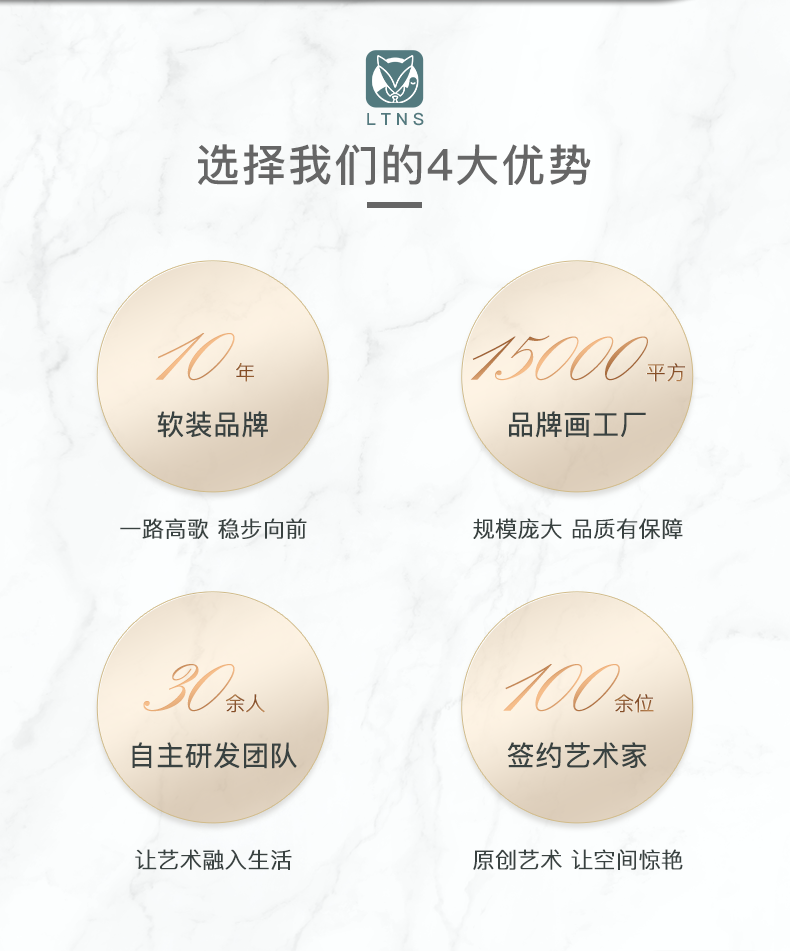 LTNS
选择我们的4大优势
10年
软装品牌
一路高歌 稳步向前
15000平方
品牌画工厂
规模庞大 品质有保障
30余人
自主研发团队
让艺术融入生活
100余位
签约艺术家
原创艺术 让空间惊艳